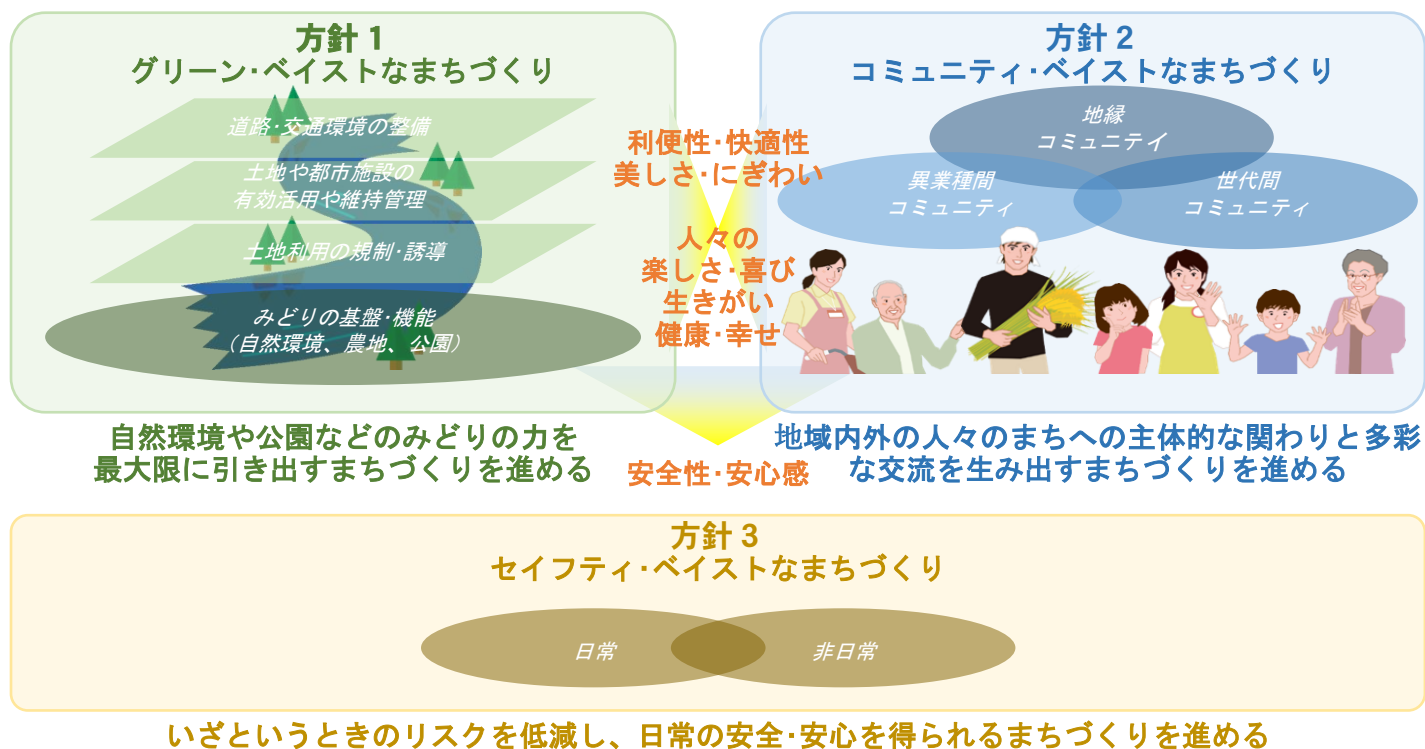 方針1
グリーン・ベイストなまちづくり
道路・交通環境の整備
土地や都市施設の
有効活用や維持管理
土地利用の規制・誘導
みどりの基盤・機能
（自然環境、農地、公園）
自然環境や公園などのみどりの力を
最大限に引き出すまちづくりを進める
利便性・快適性
美しさ・にぎわい
人々の
楽しさ・喜び
生きがい
健康・幸せ
安全性・安心感
方針2
コミュニティ・ベイストなまちづくり
地縁
コミュニテイ
異業種間
コミュニティ
世代間
コミュニティ
地域内外の人々のまちへの主体的な関わりと多彩
な交流を生み出すまちづくりを進める
方針3
セイフティ・ベイストなまちづくり
日常
非日常
いざというときのリスクを低減し、日常の安全・安心を得られるまちづくりを進める